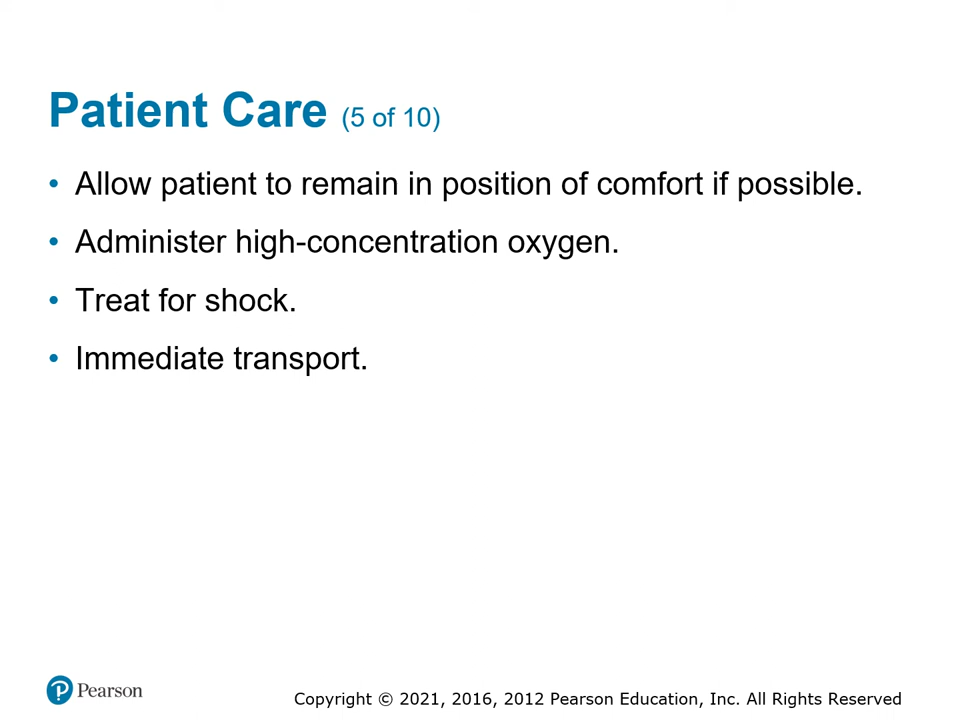 Patient Care (5 of 10)
• Allow patient to remain in position of comfort if possible.
• Administer high-concentration oxygen.
• Treat for shock.
• Immediate transport.
Pearson
Copyright © 2021, 2016, 2012 Pearson Education, Inc. All Rights Reserved